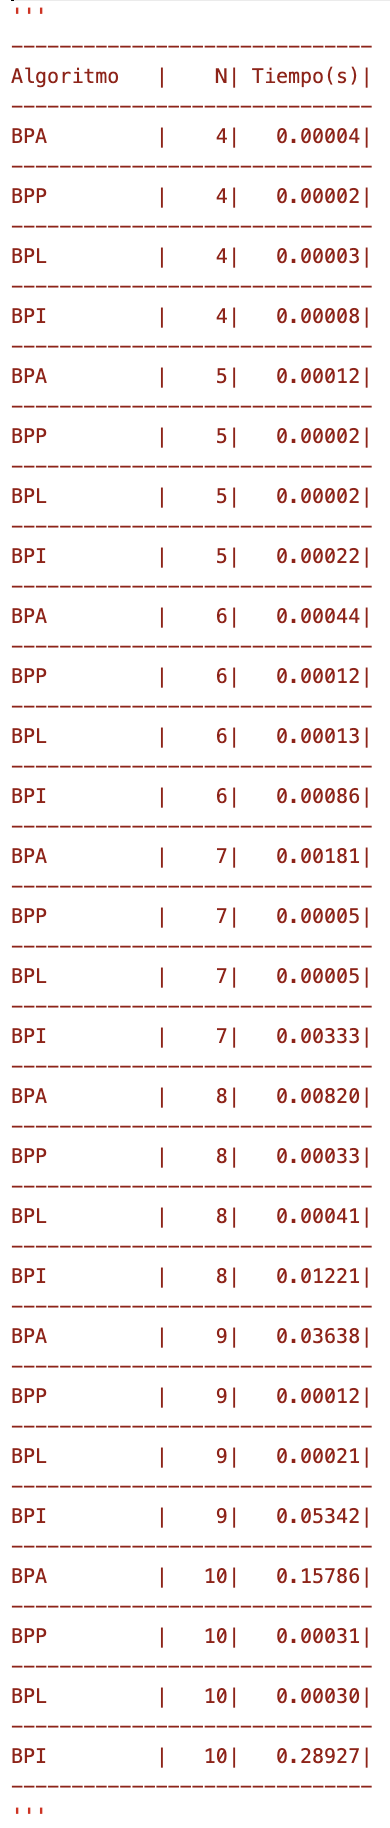 '''
------------------------------
Algoritmo   |    N| Tiempo(s)|
------------------------------
BPA         |    4|   0.00004|
------------------------------
BPP         |    4|   0.00002|
------------------------------
BPL         |    4|   0.00003|
------------------------------
BPI         |    4|   0.00008|
------------------------------
BPA         |    5|   0.00012|
------------------------------
BPP         |    5|   0.00002|
------------------------------
BPL         |    5|   0.00002|
------------------------------
BPI         |    5|   0.00022|
------------------------------
BPA         |    6|   0.00044|
------------------------------
BPP         |    6|   0.00012|
------------------------------
BPL         |    6|   0.00013|
------------------------------
BPI         |    6|   0.00086|
------------------------------
BPA         |    7|   0.00181|
------------------------------
BPP         |    7|   0.00005|
------------------------------
BPL         |    7|   0.00005|
------------------------------
BPI         |    7|   0.00333|
------------------------------
BPA         |    8|   0.00820|
------------------------------
BPP         |    8|   0.00033|
------------------------------
BPL         |    8|   0.00041|
------------------------------
BPI         |    8|   0.01221|
------------------------------
BPA         |    9|   0.03638|
------------------------------
BPP         |    9|   0.00012|
------------------------------
BPL         |    9|   0.00021|
------------------------------
BPI         |    9|   0.05342|
------------------------------
BPA         |   10|   0.15786|
------------------------------
BPP         |   10|   0.00031|
------------------------------
BPL         |   10|   0.00030|
------------------------------
BPI         |   10|   0.28927|
------------------------------
'''